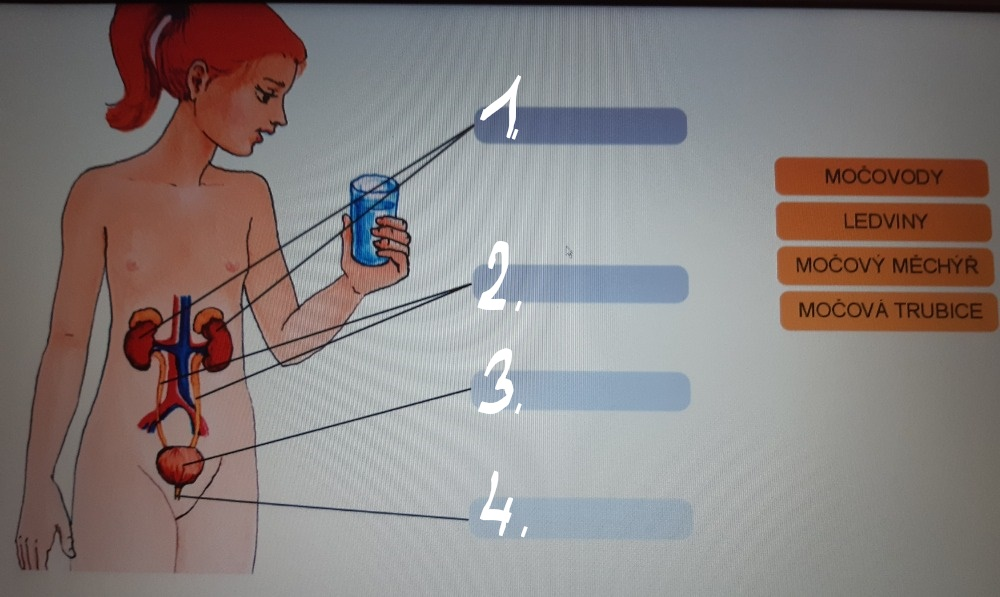 1.
2.
3.
4.
MOČOVODY
LEDVINY
MOČOVÝ MĚCHÝŘ
MOČOVÁ TRUBICE